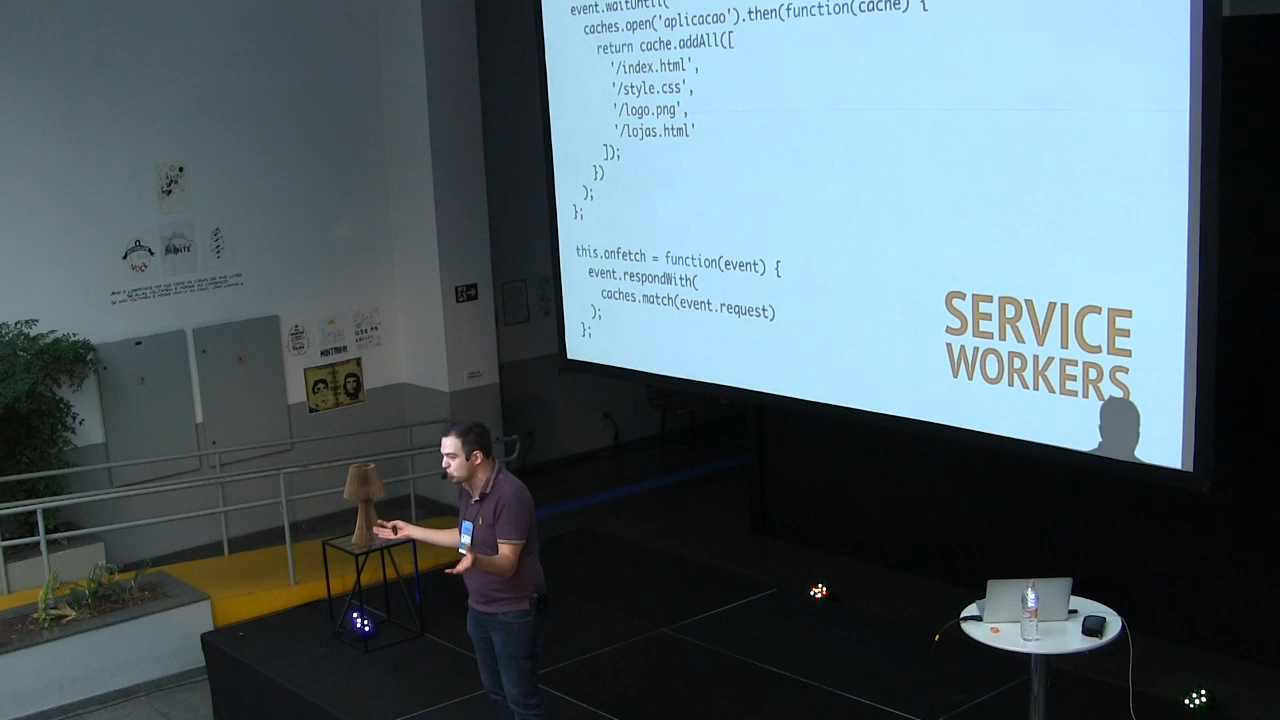 event.waitUntil(
caches.open('aplicacao').then(function(cache) {
return cache.addAll([
'/index.html',
'/style.css',
'/logo.png',
'/lojas.html'
]);
})
);
};
this.onfetch = function(event) {
event.respondWith(
caches.match(event.request)
);
};
SERVICE
WORKERS